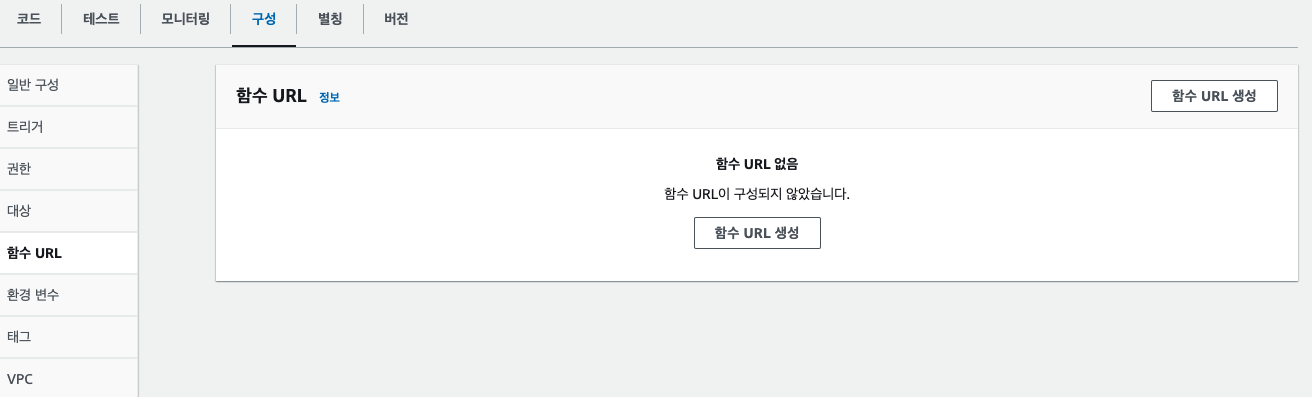 코드
테스트
모니터링
구성
별칭
버전
일반 구성
트리거
권한
대상
함수 URL
환경 변수
태그
VPC
함수 URL 정보
함수 URL 생성
함수 URL 없음
함수 URL이 구성되지 않았습니다.
함수 URL 생성